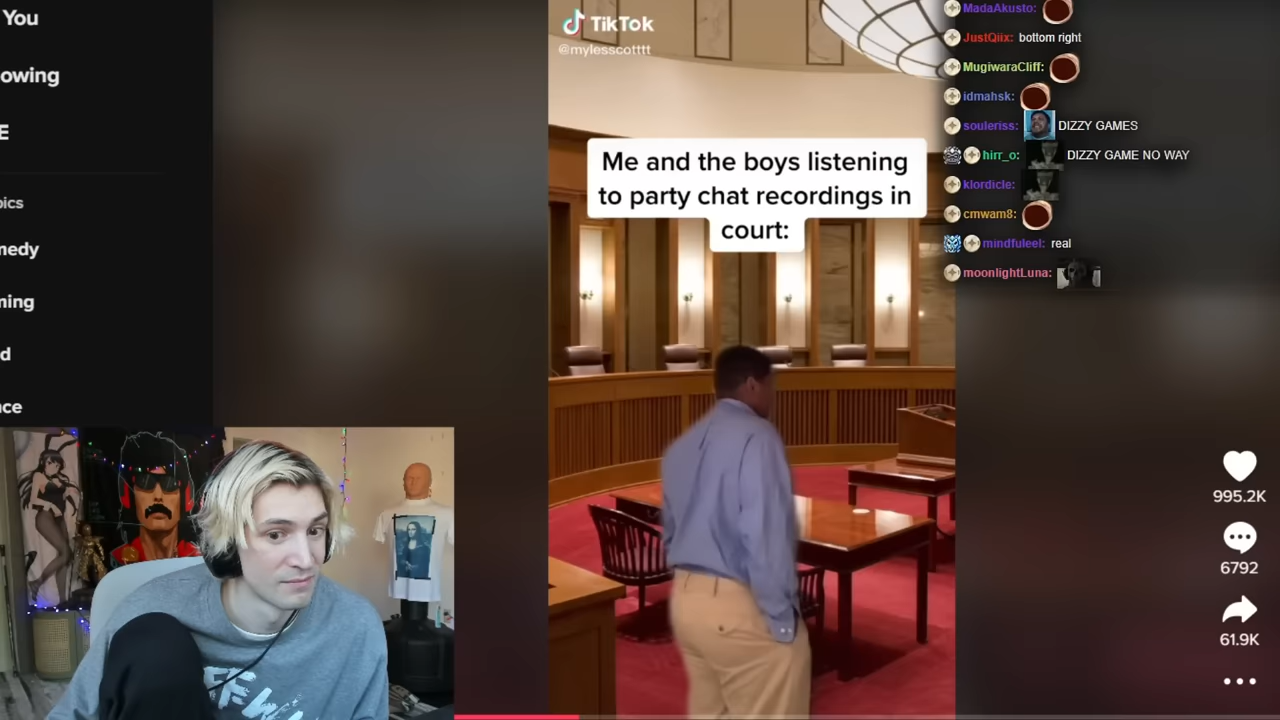 You
owing
E
pics
medy
ming
d
nce
TikTok
@mylesscotttt
Me and the boys listening
to party chat recordings in
court:
MadaAkusto:
JustQiix: bottom right
MugiwaraCliff:
idmahsk:
souleriss: DIZZY GAMES
hirr_o: DIZZY GAME NO WAY
klordicle:
cmwam8:
mindfuleel: real
moonlightLuna:
995.2K
6792
61.9K